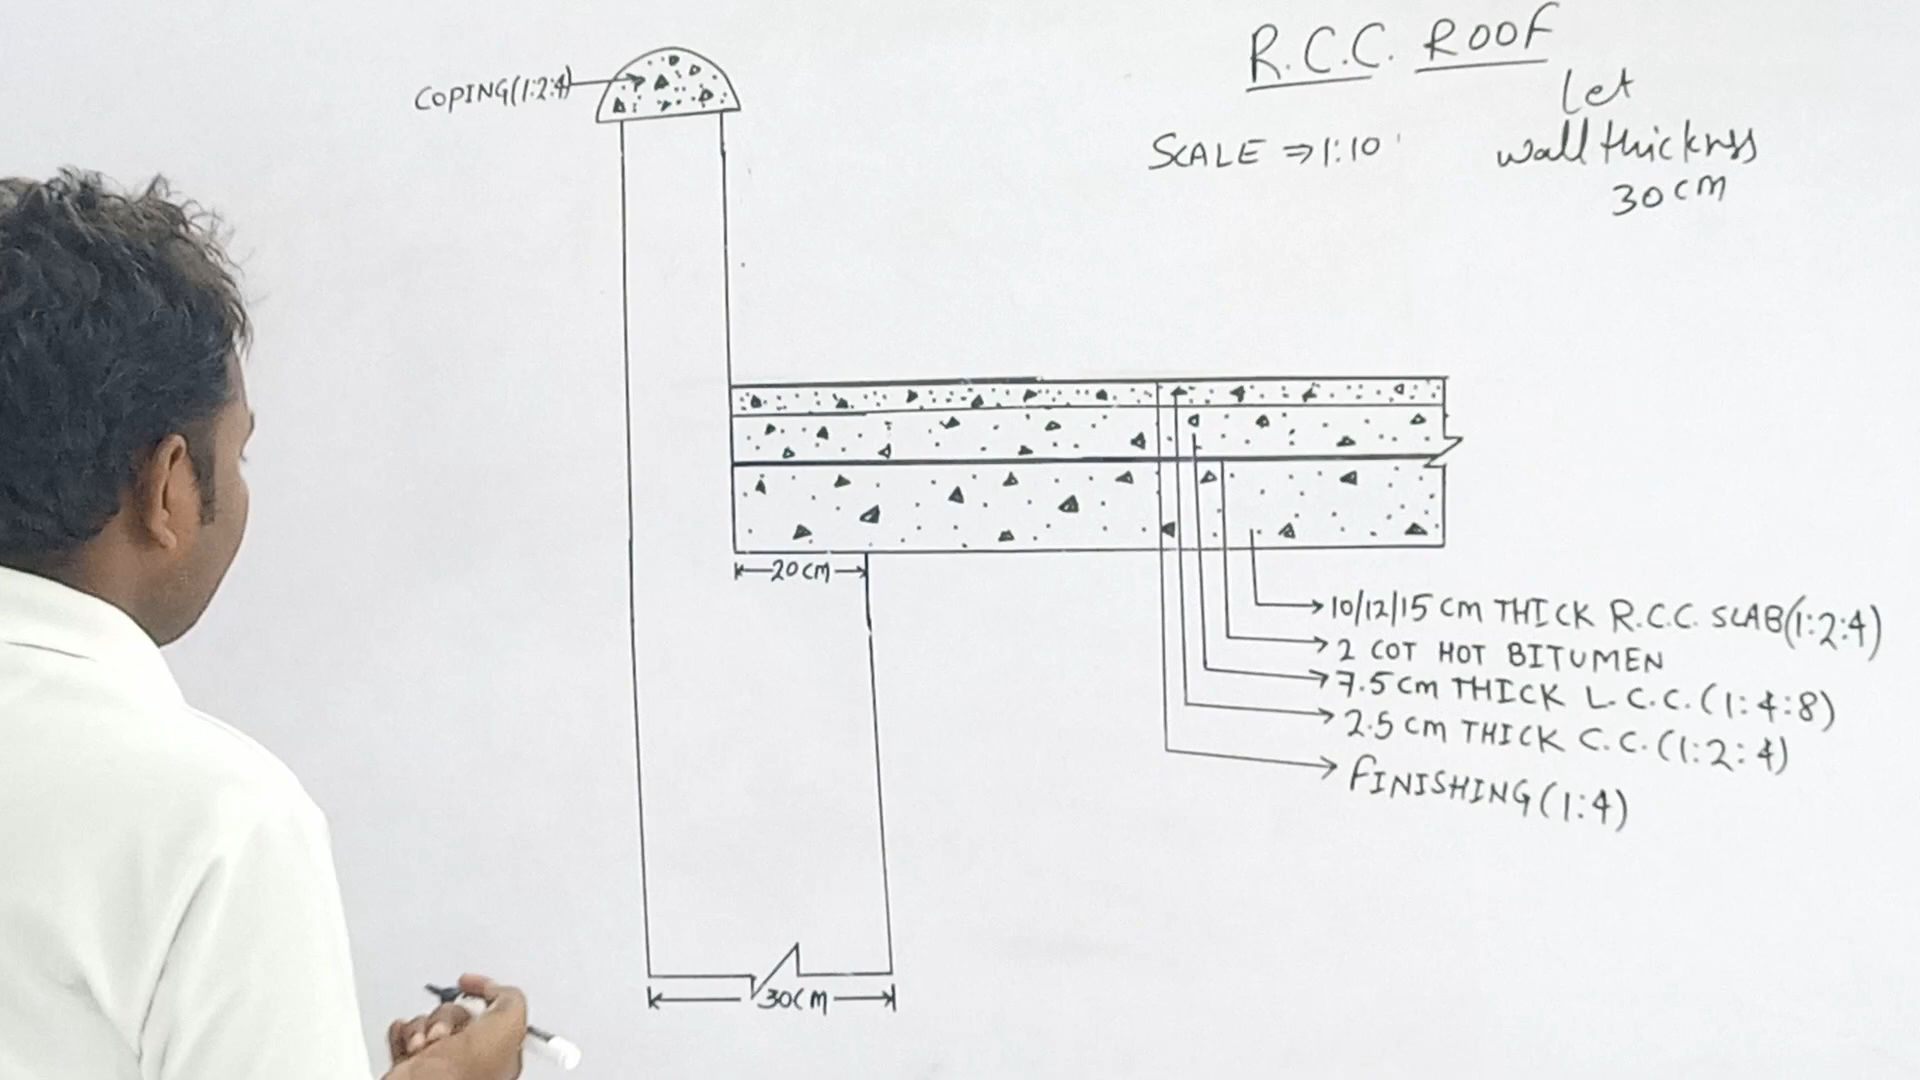 R.C.C. ROOF
COPING(1:2:4)
SCALE ⇒ 1:10
let
wall thicknss
30cm
20cm
10/12/15 cm THICK R.C.C. SLAB(1:2:4)
2 COT HOT BITUMEN
7.5 cm THICK L.C.C.(1:4:8)
2.5 cm THICK C.C.(1:2:4)
FINISHING(1:4)
30cm